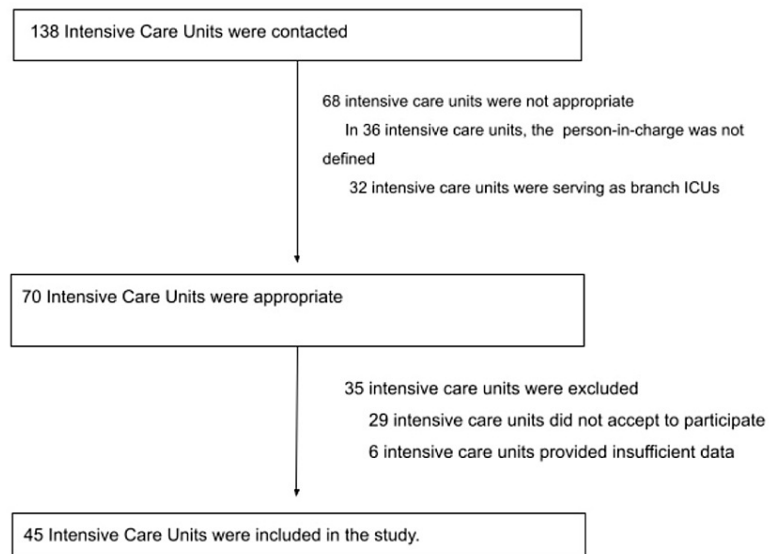 138 Intensive Care Units were contacted
68 intensive care units were not appropriate
In 36 intensive care units, the person-in-charge was not
defined
32 intensive care units were serving as branch ICUs
70 Intensive Care Units were appropriate
35 intensive care units were excluded
29 intensive care units did not accept to participate
6 intensive care units provided insufficient data
45 Intensive Care Units were included in the study.